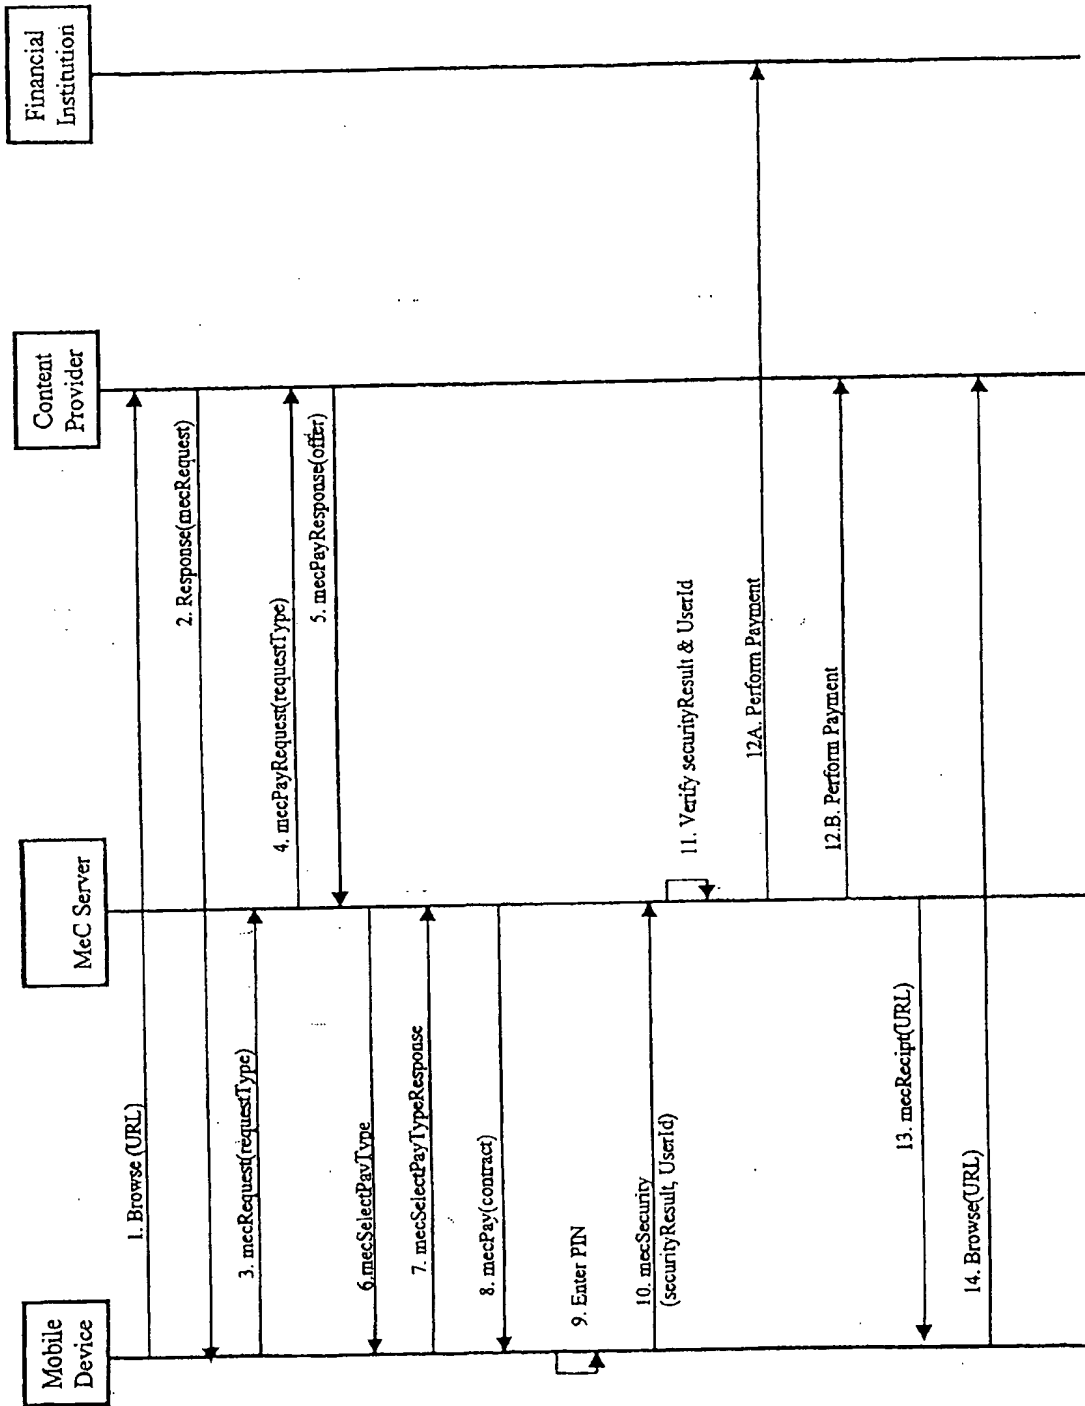 Mobile
Device
MeC Server
Content
Provider
Financial
Institution
1. Browse (URL)
2. Response(mecRequest)
3. mecRequest(requestType)
4. mecPayRequest(requestType)
5. mecPayResponse(offer)
6.mecSelectPayType
7. mecSelectPayTypeResponse
8. mecPay(contract)
9. Enter PIN
10. mecSecurity
(securityResult, UserId)
11. Verify securityResult & UserId
12A. Perform Payment
12.B. Perform Payment
13. mecRecipt(URL)
14. Browse(URL)